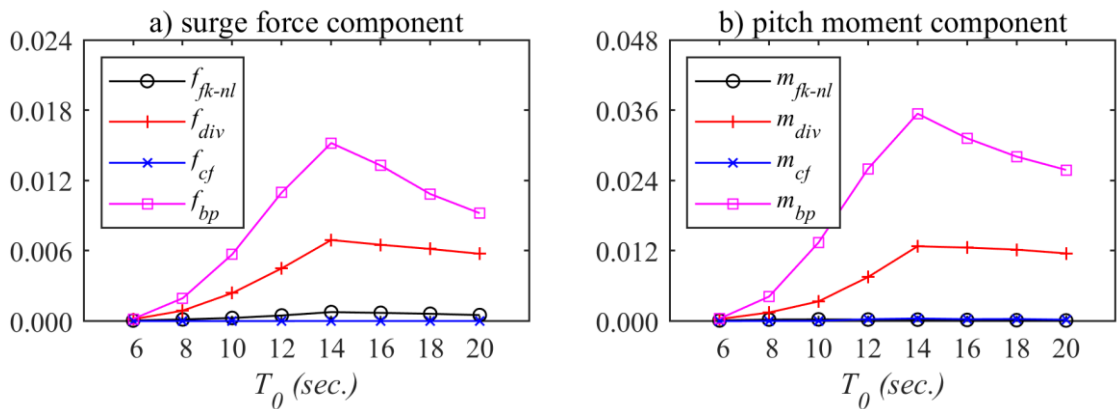 a) surge force component
0.024
0.018
0.012
0.006
0.000
f_fk-nl
f_div
f_cf
f_bp
6 8 10 12 14 16 18 20
T_0 (sec.)
b) pitch moment component
0.048
0.036
0.024
0.012
0.000
m_fk-nl
m_div
m_cf
m_bp
6 8 10 12 14 16 18 20
T_0 (sec.)